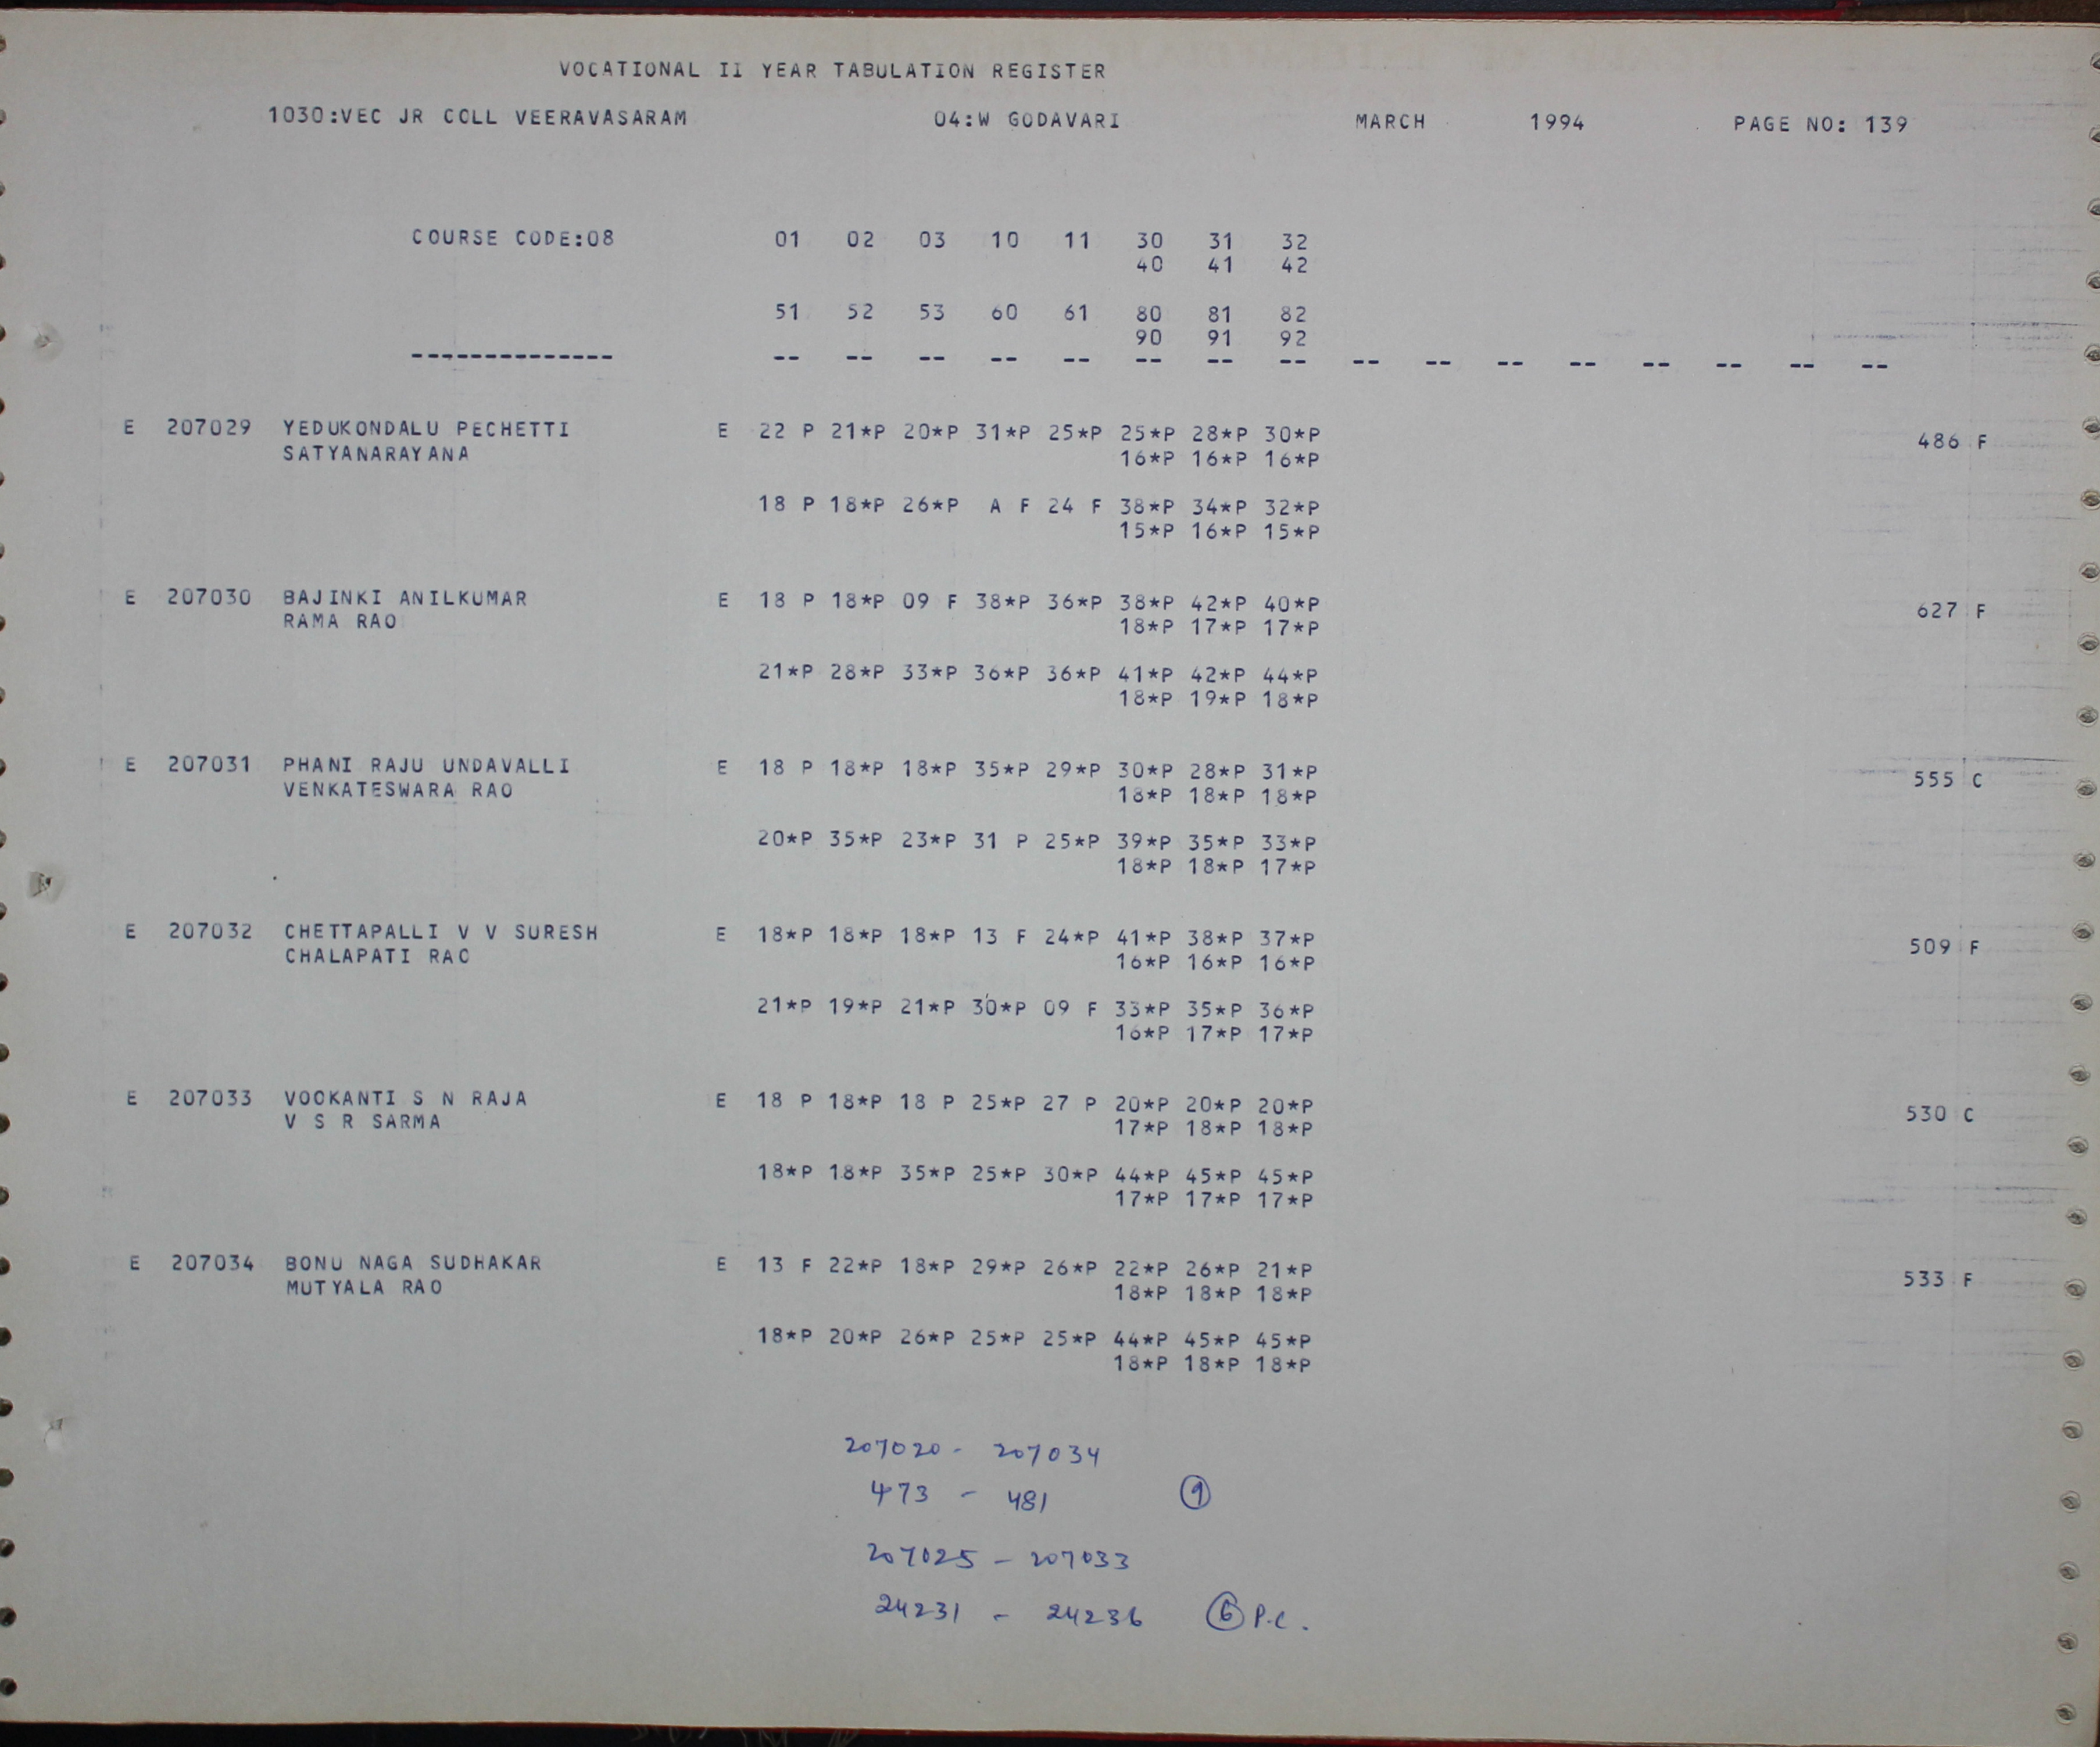 VOCATIONAL II YEAR TABULATION REGISTER
1030:VEC JR COLL VEERAVASARAM 04:W GODAVARI MARCH 1994 PAGE NO: 139
COURSE CODE:08 01 02 03 10 11 30 31 32
40 41 42
51 52 53 60 61 80 81 82
90 91 92
-------------- -- -- -- -- -- -- -- -- -- -- -- -- -- -- -- --
E 207029 YEDUKONDALU PECHETTI E 22 P 21*P 20*P 31*P 25*P 25*P 28*P 30*P 486 F
SATYANARAYANA 16*P 16*P 16*P
18 P 18*P 26*P A F 24 F 38*P 34*P 32*P
15*P 16*P 15*P
E 207030 BAJINKI ANILKUMAR E 18 P 18*P 09 F 38*P 36*P 38*P 42*P 40*P 627 F
RAMA RAO 18*P 17*P 17*P
21*P 28*P 33*P 36*P 36*P 41*P 42*P 44*P
18*P 19*P 18*P
E 207031 PHANI RAJU UNDAVALLI E 18 P 18*P 18*P 35*P 29*P 30*P 28*P 31*P 555 C
VENKATESWARA RAO 18*P 18*P 18*P
20*P 35*P 23*P 31 P 25*P 39*P 35*P 33*P
18*P 18*P 17*P
E 207032 CHETTAPALLI V V SURESH E 18*P 18*P 18*P 13 F 24*P 41*P 38*P 37*P 509 F
CHALAPATI RAO 16*P 16*P 16*P
21*P 19*P 21*P 30*P 09 F 33*P 35*P 36*P
16*P 17*P 17*P
E 207033 VOOKANTI S N RAJA E 18 P 18*P 18 P 25*P 27 P 20*P 20*P 20*P 530 C
V S R SARMA 17*P 18*P 18*P
18*P 18*P 35*P 25*P 30*P 44*P 45*P 45*P
17*P 17*P 17*P
E 207034 BONU NAGA SUDHAKAR E 13 F 22*P 18*P 29*P 26*P 22*P 26*P 21*P 533 F
MUTYALA RAO 18*P 18*P 18*P
18*P 20*P 26*P 25*P 25*P 44*P 45*P 45*P
18*P 18*P 18*P
207020 - 207034
473 - 481 9
207025 - 207033
24231 - 24236 6 P.C.